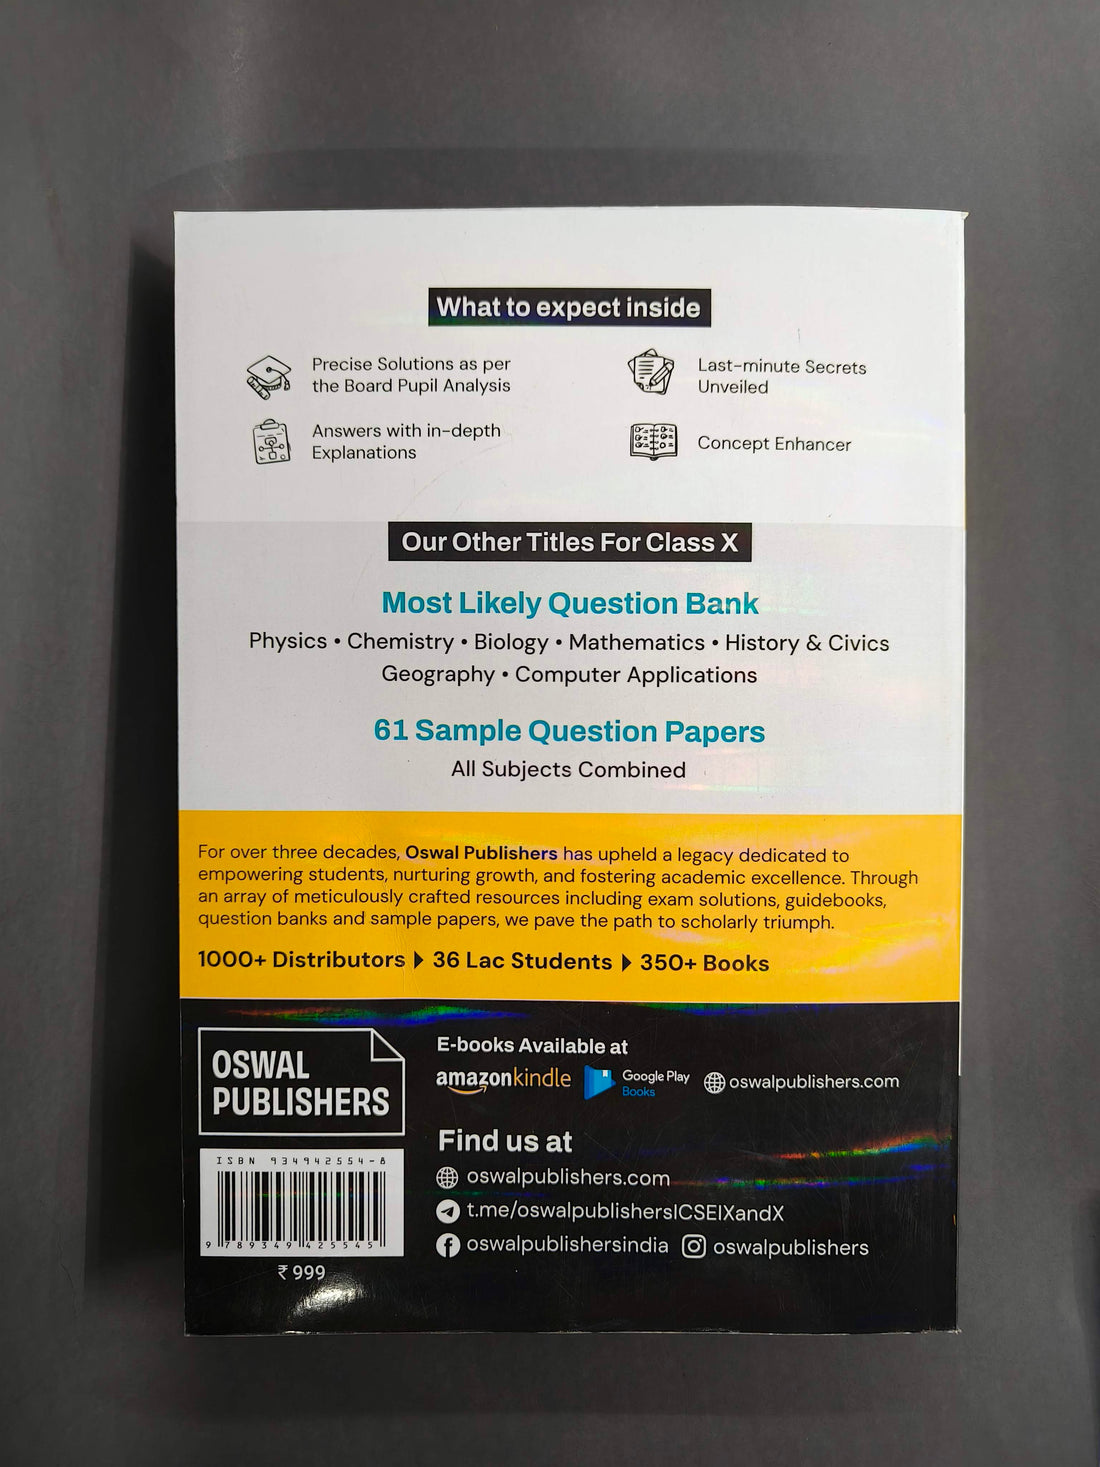 What to expect inside
Precise Solutions as per
the Board Pupil Analysis
Last-minute Secrets
Unveiled
Answers with in-depth
Explanations
Concept Enhancer
Our Other Titles For Class X
Most Likely Question Bank
Physics • Chemistry • Biology • Mathematics • History & Civics
Geography • Computer Applications
61 Sample Question Papers
All Subjects Combined
For over three decades, Oswal Publishers has upheld a legacy dedicated to
empowering students, nurturing growth, and fostering academic excellence. Through
an array of meticulously crafted resources including exam solutions, guidebooks,
question banks and sample papers, we pave the path to scholarly triumph.
1000+ Distributors ▶ 36 Lac Students ▶ 350+ Books
OSWAL
PUBLISHERS
E-books Available at
amazonkindle
Google Play
Books
oswalpublishers.com
Find us at
oswalpublishers.com
t.me/oswalpublishersICSEIXandX
oswalpublishersindia
oswalpublishers
ISBN 934942554-8
9 789349 425545
₹ 999